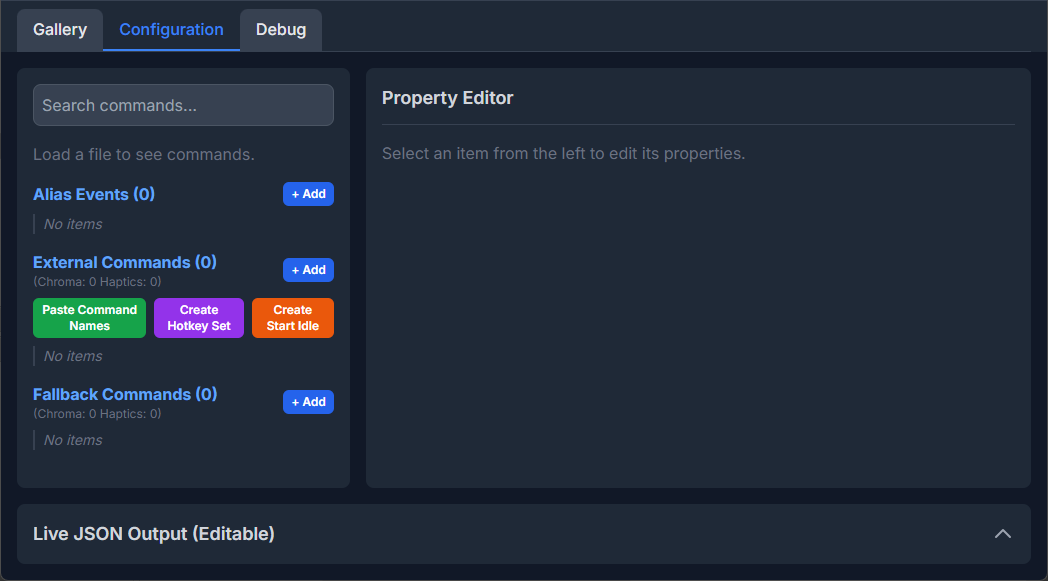 Gallery
Configuration
Debug
Search commands...
Load a file to see commands.
Alias Events (0)
+ Add
No items
External Commands (0)
(Chroma: 0 Haptics: 0)
+ Add
Paste Command
Names
Create
Hotkey Set
Create
Start Idle
No items
Fallback Commands (0)
(Chroma: 0 Haptics: 0)
+ Add
No items
Property Editor
Select an item from the left to edit its properties.
Live JSON Output (Editable)